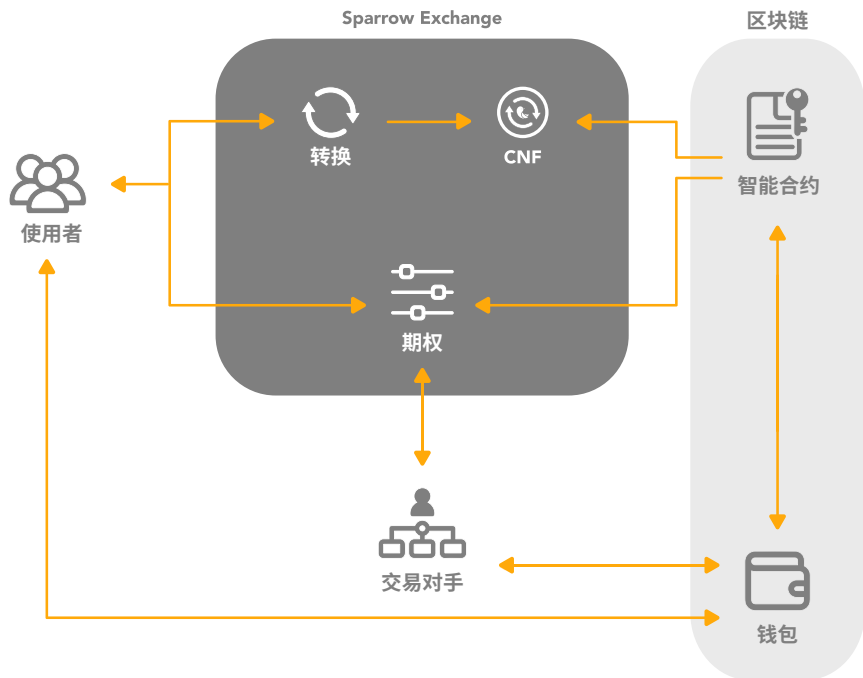 Sparrow Exchange
区块链
转换
CNF
智能合约
使用者
期权
交易对手
钱包